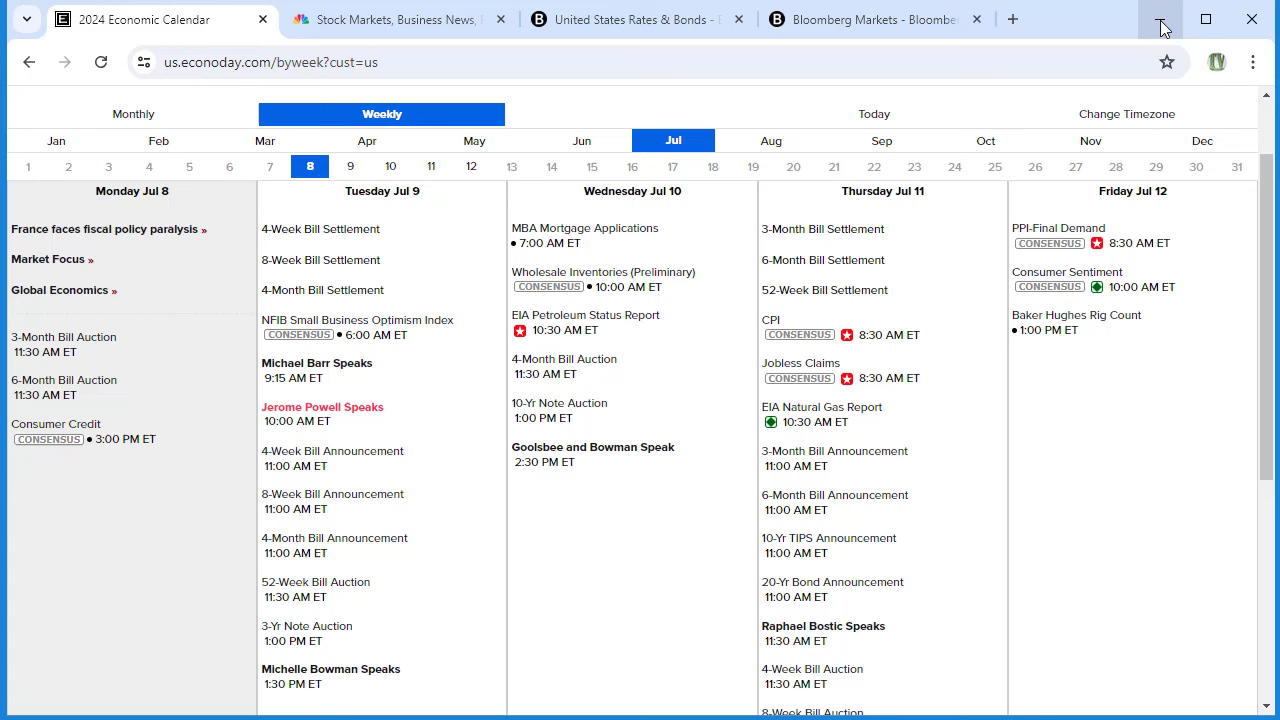 2024 Economic Calendar
Stock Markets, Business News,
United States Rates & Bonds -
Bloomberg Markets - Bloombe
us.econoday.com/byweek?cust=us
Monthly Weekly Today Change Timezone
Jan Feb Mar Apr May Jun Jul Aug Sep Oct Nov Dec
1 2 3 4 5 6 7 8 9 10 11 12 13 14 15 16 17 18 19 20 21 22 23 24 25 26 27 28 29 30 31
Monday Jul 8
France faces fiscal policy paralysis »
Market Focus »
Global Economics »
3-Month Bill Auction
11:30 AM ET
6-Month Bill Auction
11:30 AM ET
Consumer Credit
CONSENSUS 3:00 PM ET
Tuesday Jul 9
4-Week Bill Settlement
8-Week Bill Settlement
4-Month Bill Settlement
NFIB Small Business Optimism Index
CONSENSUS 6:00 AM ET
Michael Barr Speaks
9:15 AM ET
Jerome Powell Speaks
10:00 AM ET
4-Week Bill Announcement
11:00 AM ET
8-Week Bill Announcement
11:00 AM ET
4-Month Bill Announcement
11:00 AM ET
52-Week Bill Auction
11:30 AM ET
3-Yr Note Auction
1:00 PM ET
Michelle Bowman Speaks
1:30 PM ET
Wednesday Jul 10
MBA Mortgage Applications
7:00 AM ET
Wholesale Inventories (Preliminary)
CONSENSUS 10:00 AM ET
EIA Petroleum Status Report
10:30 AM ET
4-Month Bill Auction
11:30 AM ET
10-Yr Note Auction
1:00 PM ET
Goolsbee and Bowman Speak
2:30 PM ET
Thursday Jul 11
3-Month Bill Settlement
6-Month Bill Settlement
52-Week Bill Settlement
CPI
CONSENSUS 8:30 AM ET
Jobless Claims
CONSENSUS 8:30 AM ET
EIA Natural Gas Report
10:30 AM ET
3-Month Bill Announcement
11:00 AM ET
6-Month Bill Announcement
11:00 AM ET
10-Yr TIPS Announcement
11:00 AM ET
20-Yr Bond Announcement
11:00 AM ET
Raphael Bostic Speaks
11:30 AM ET
4-Week Bill Auction
11:30 AM ET
8-Week Bill Auction
Friday Jul 12
PPI-Final Demand
CONSENSUS 8:30 AM ET
Consumer Sentiment
CONSENSUS 10:00 AM ET
Baker Hughes Rig Count
1:00 PM ET